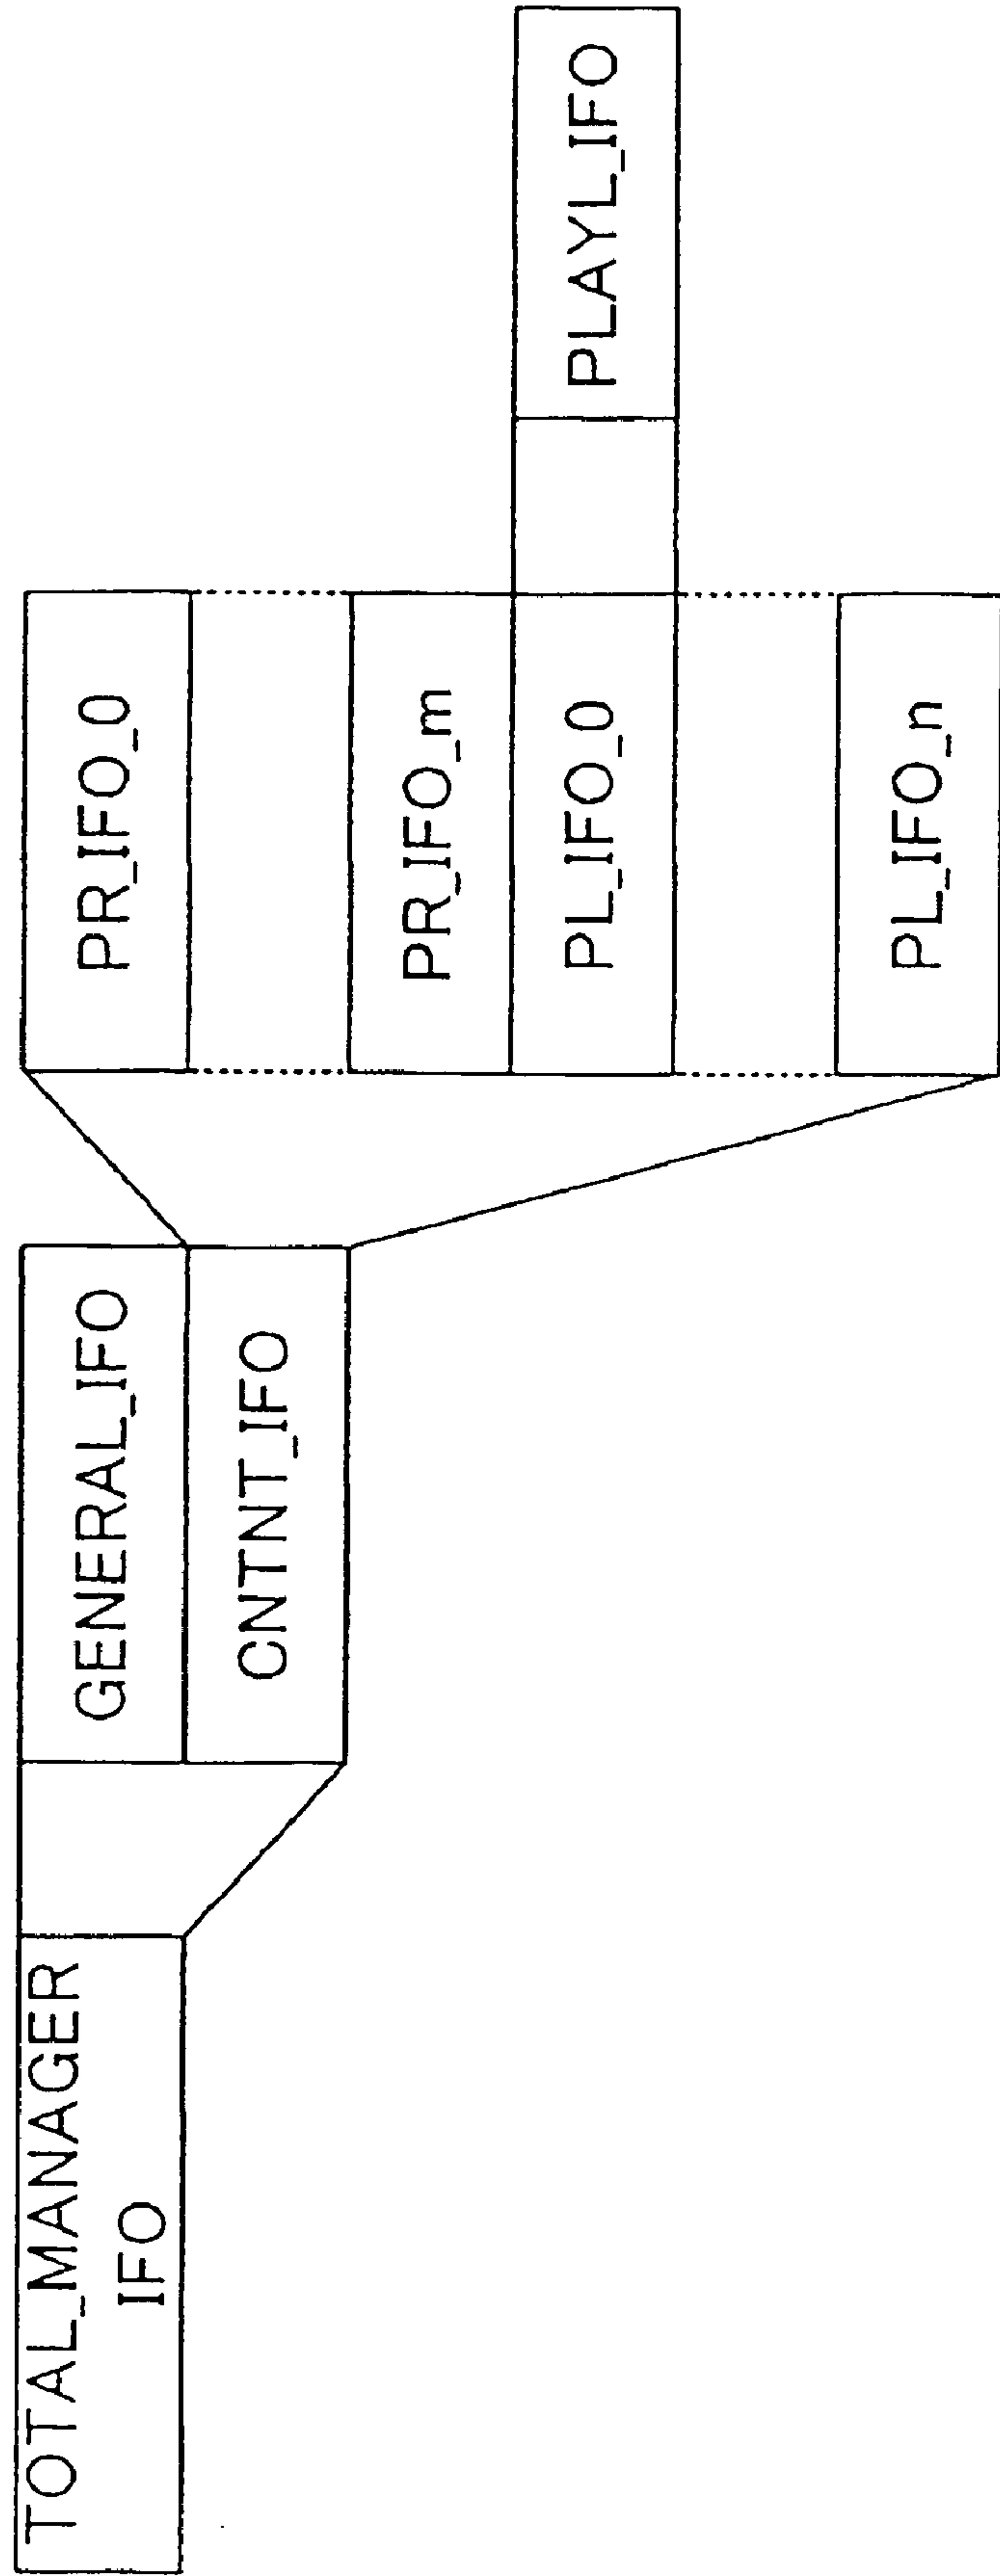 TOTAL_MANAGER
IFO
GENERAL_IFO
CNTNT_IFO
PR_IFO_0
PR_IFO_m
PL_IFO_0
PL_IFO_n
PLAYL_IFO